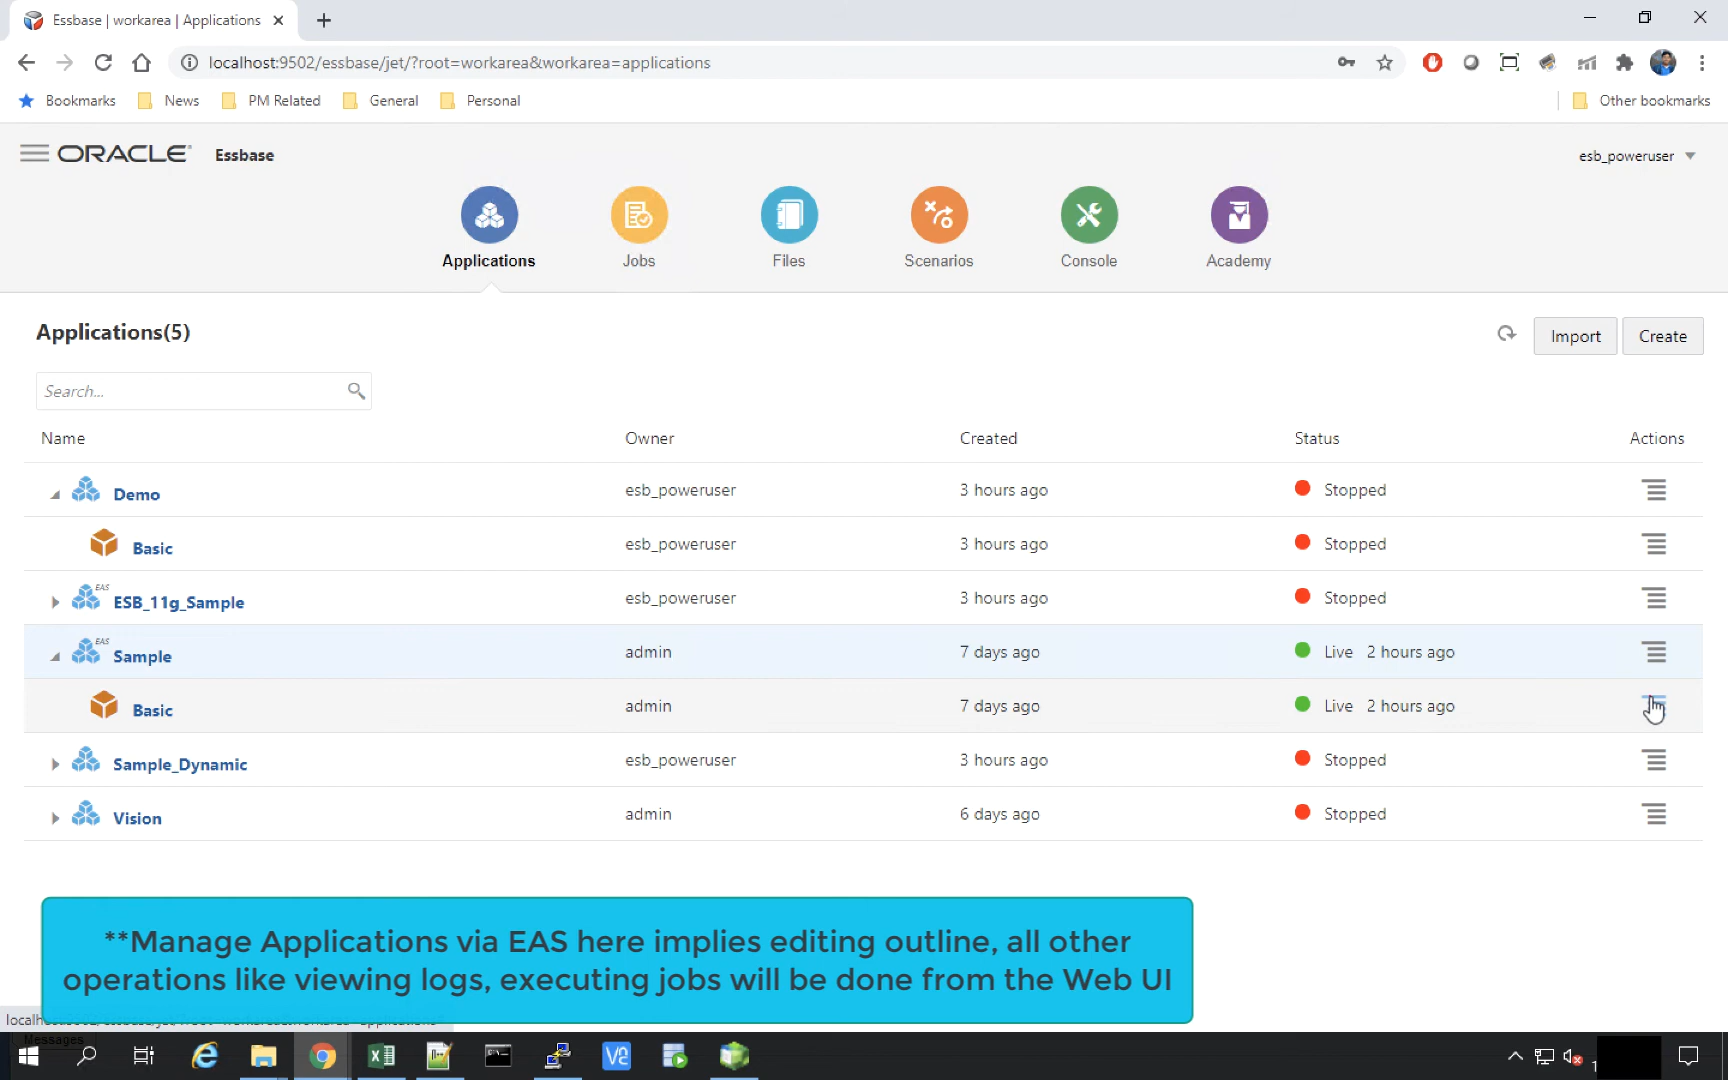 Essbase | workarea | Applications
localhost:9502/essbase/jet/?root=workarea&workarea=applications
Bookmarks News PM Related General Personal Other bookmarks
ORACLE Essbase esb_poweruser
Applications Jobs Files Scenarios Console Academy
Applications(5) Import Create
Search...
Name Owner Created Status Actions
Demo esb_poweruser 3 hours ago Stopped
Basic esb_poweruser 3 hours ago Stopped
EAS
ESB_11g_Sample esb_poweruser 3 hours ago Stopped
EAS
Sample admin 7 days ago Live 2 hours ago
Basic admin 7 days ago Live 2 hours ago
Sample_Dynamic esb_poweruser 3 hours ago Stopped
Vision admin 6 days ago Stopped
**Manage Applications via EAS here implies editing outline, all other
operations like viewing logs, executing jobs will be done from the Web UI
Messages